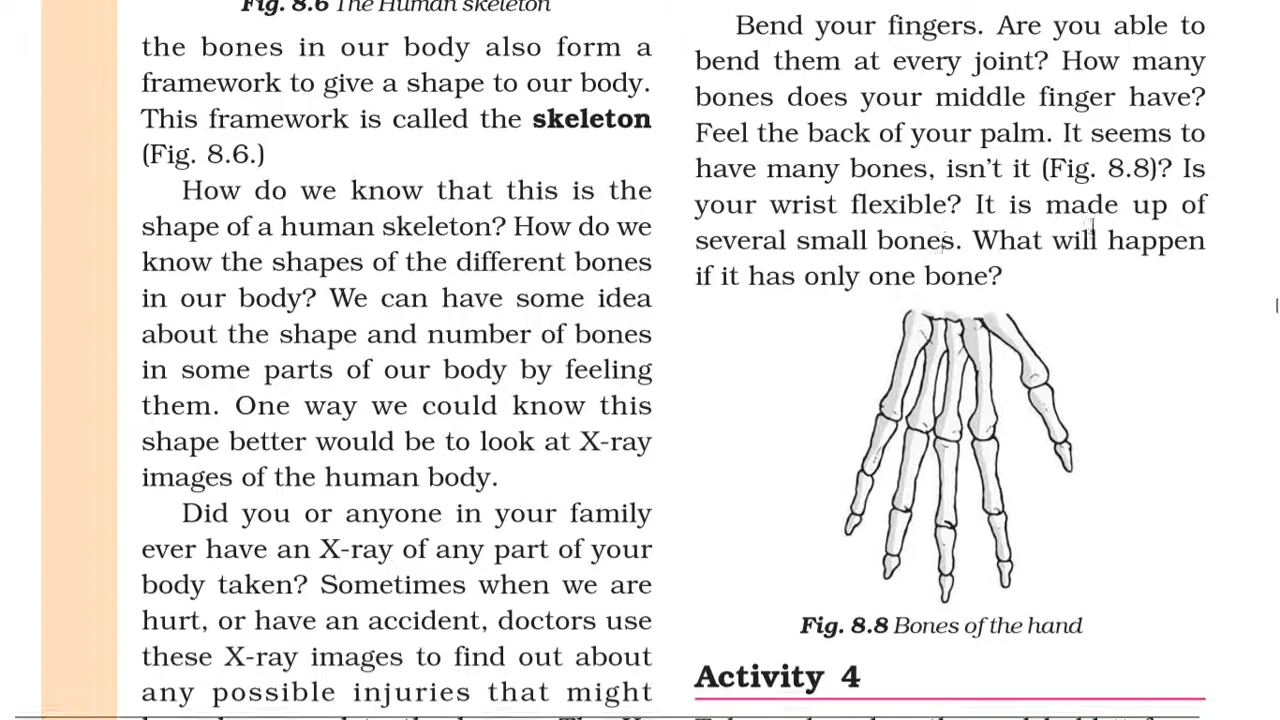 Fig. 8.6 The Human skeleton
the bones in our body also form a
framework to give a shape to our body.
This framework is called the skeleton
(Fig. 8.6.)
How do we know that this is the
shape of a human skeleton? How do we
know the shapes of the different bones
in our body? We can have some idea
about the shape and number of bones
in some parts of our body by feeling
them. One way we could know this
shape better would be to look at X-ray
images of the human body.
Did you or anyone in your family
ever have an X-ray of any part of your
body taken? Sometimes when we are
hurt, or have an accident, doctors use
these X-ray images to find out about
any possible injuries that might
Bend your fingers. Are you able to
bend them at every joint? How many
bones does your middle finger have?
Feel the back of your palm. It seems to
have many bones, isn't it (Fig. 8.8)? Is
your wrist flexible? It is made up of
several small bones. What will happen
if it has only one bone?
Fig. 8.8 Bones of the hand
Activity 4